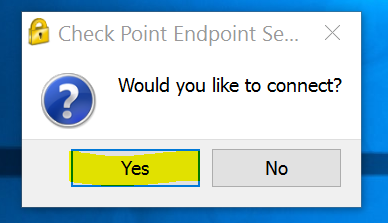 Check Point Endpoint Se...
Would you like to connect?
Yes
No